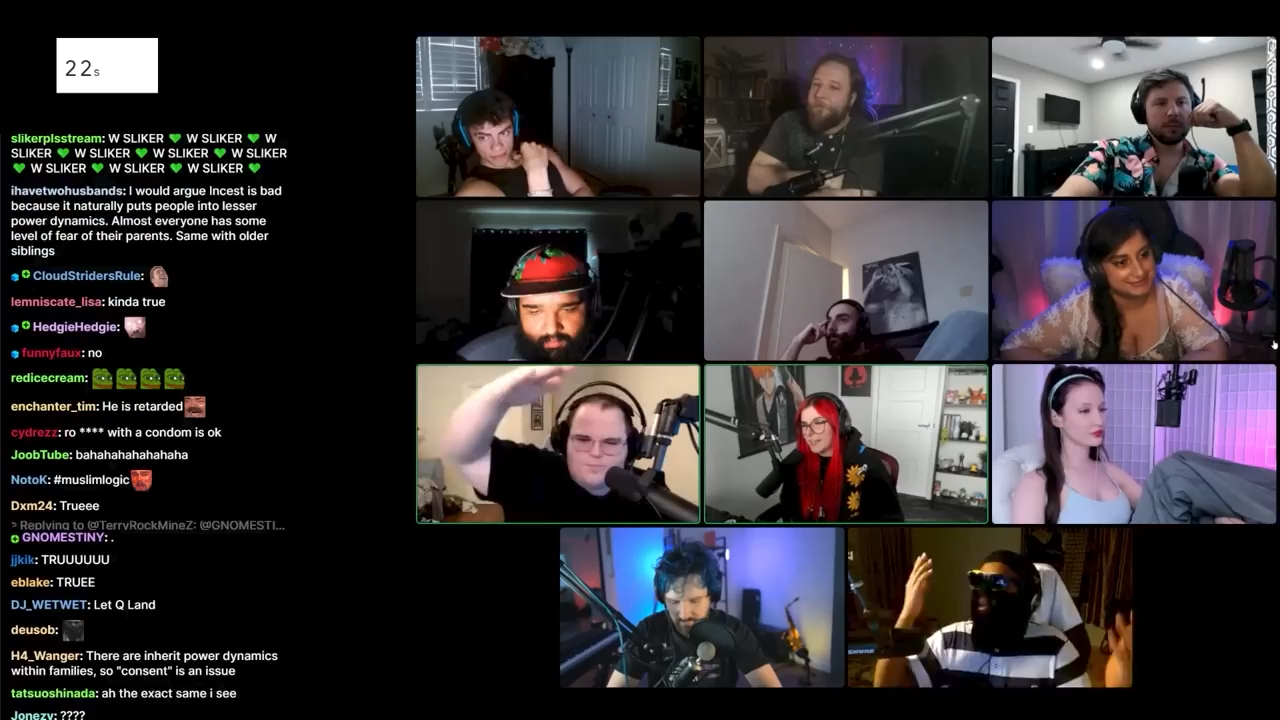 22s
slikerplsstream: W SLIKER 💚 W SLIKER 💚 W
SLIKER 💚 W SLIKER 💚 W SLIKER 💚 W SLIKER
💚 W SLIKER 💚 W SLIKER 💚 W SLIKER 💚
ihavetwohusbands: I would argue Incest is bad
because it naturally puts people into lesser
power dynamics. Almost everyone has some
level of fear of their parents. Same with older
siblings
CloudStridersRule:
lemniscate_lisa: kinda true
HedgieHedgie:
funnyfaux: no
redicecream:
enchanter_tim: He is retarded
cydrezz: ro **** with a condom is ok
JoobTube: bahahahahahahaha
NotoK: #muslimlogic
Dxm24: Trueee
Replying to @TerryRockMineZ: @GNOMESTI...
GNOMESTINY: .
jjkik: TRUUUUUU
eblake: TRUEE
DJ_WETWET: Let Q Land
deusob:
H4_Wanger: There are inherit power dynamics
within families, so "consent" is an issue
tatsuoshinada: ah the exact same i see
Jonezy: ????